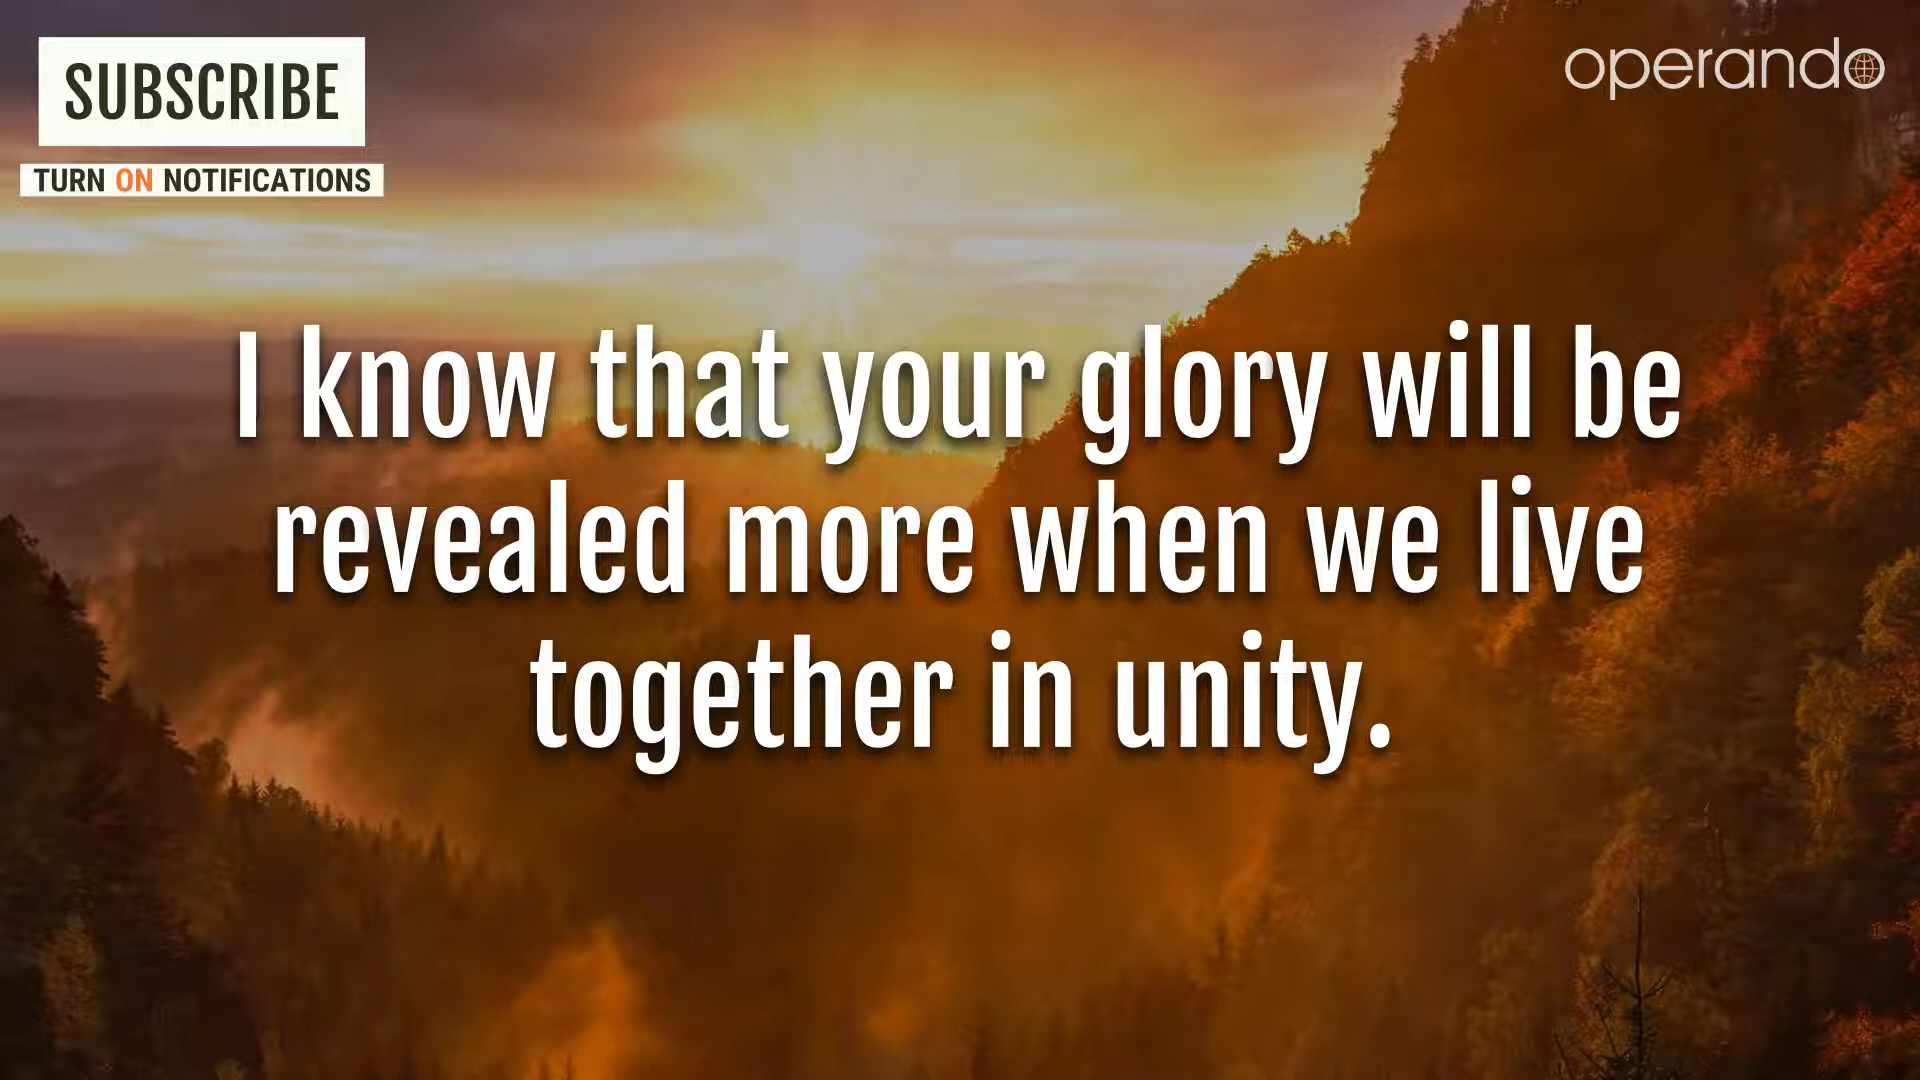 SUBSCRIBE
TURN ON NOTIFICATIONS
operando
I know that your glory will be
revealed more when we live
together in unity.